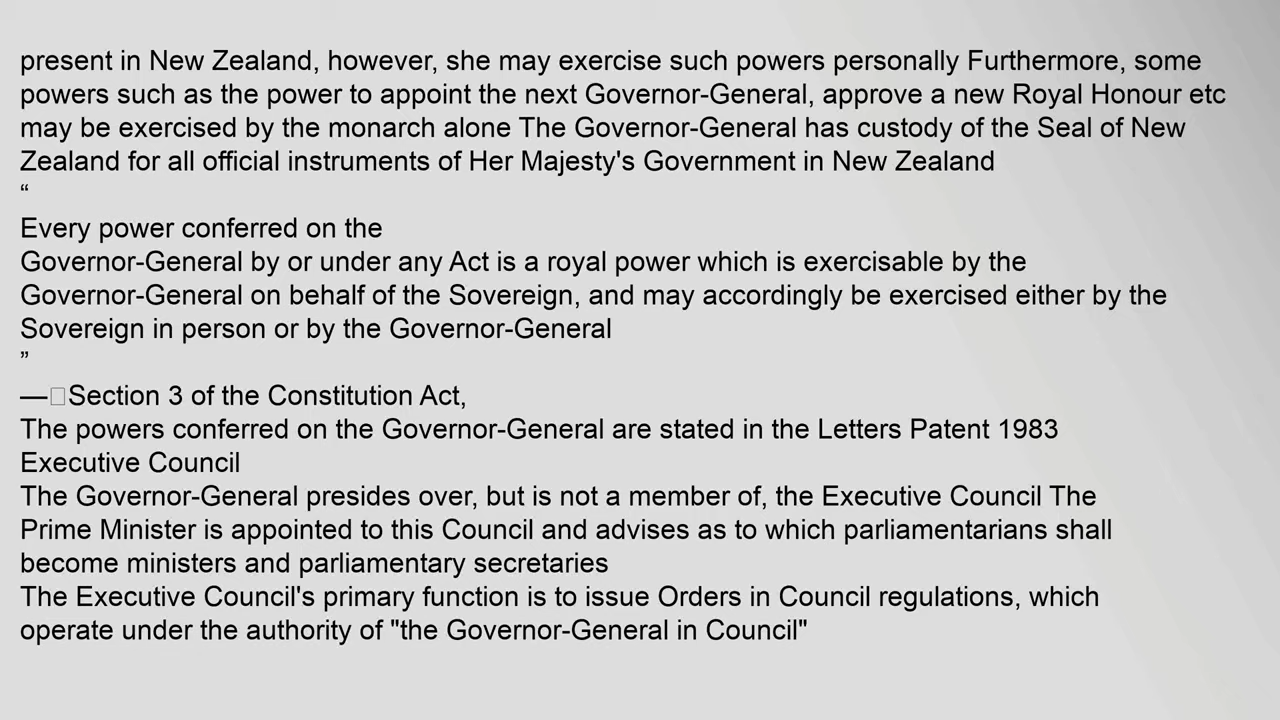 present in New Zealand, however, she may exercise such powers personally Furthermore, some
powers such as the power to appoint the next Governor-General, approve a new Royal Honour etc
may be exercised by the monarch alone The Governor-General has custody of the Seal of New
Zealand for all official instruments of Her Majesty's Government in New Zealand
“
Every power conferred on the
Governor-General by or under any Act is a royal power which is exercisable by the
Governor-General on behalf of the Sovereign, and may accordingly be exercised either by the
Sovereign in person or by the Governor-General
”
—□Section 3 of the Constitution Act,
The powers conferred on the Governor-General are stated in the Letters Patent 1983
Executive Council
The Governor-General presides over, but is not a member of, the Executive Council The
Prime Minister is appointed to this Council and advises as to which parliamentarians shall
become ministers and parliamentary secretaries
The Executive Council's primary function is to issue Orders in Council regulations, which
operate under the authority of "the Governor-General in Council"